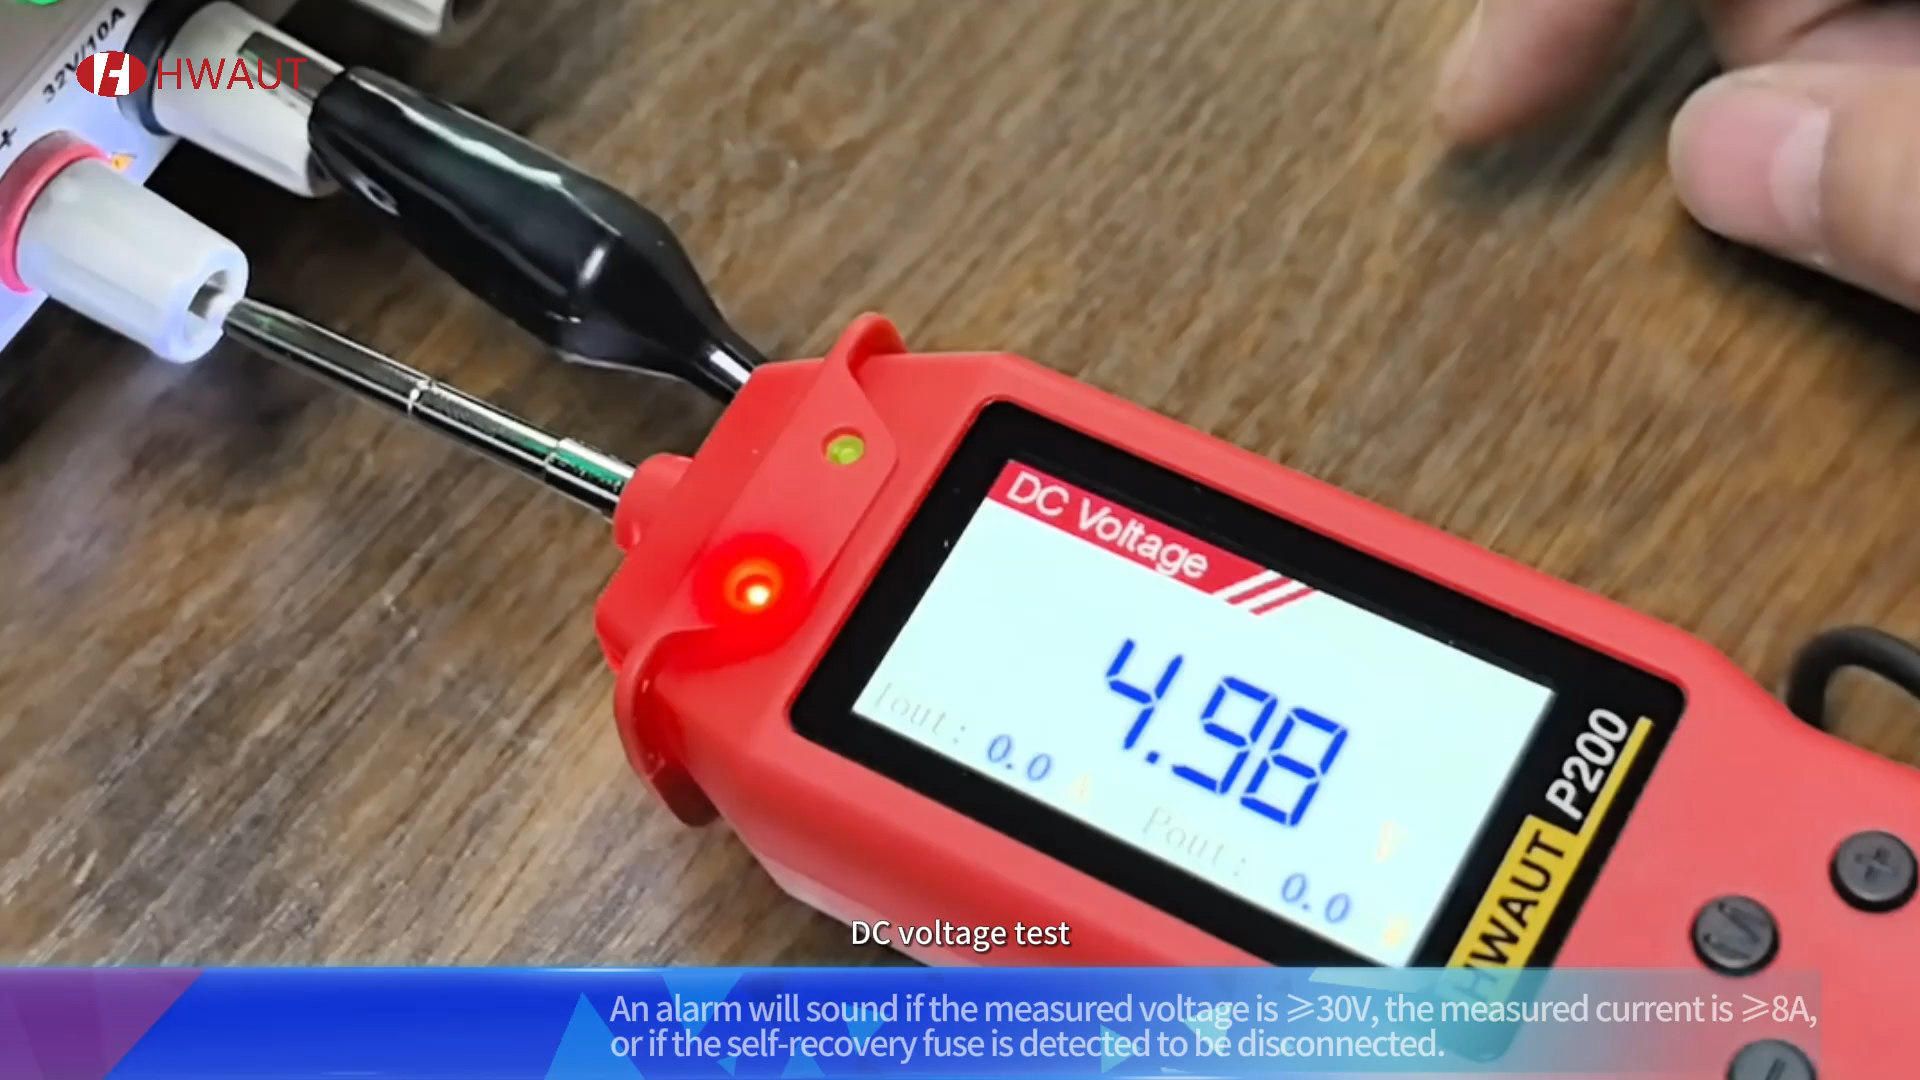 32V/10A
HWAUT
+
DC Voltage
4.98
V
Iout: 0.0 A
Pout: 0.0
HWAUT P200
M
DC voltage test
An alarm will sound if the measured voltage is ⩾30V, the measured current is ⩾8A,
or if the self-recovery fuse is detected to be disconnected.